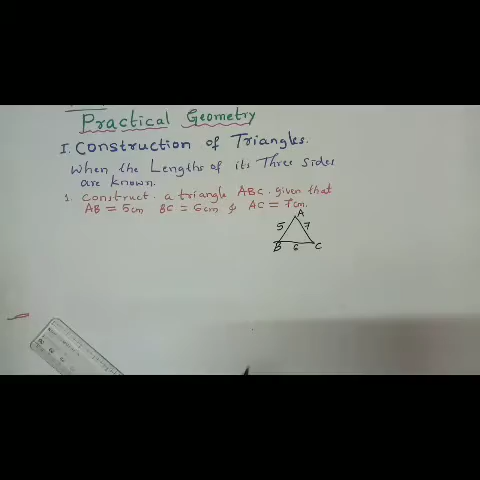 Practical Geometry
I. Construction of Triangles.
When the Lengths of its Three Sides
are known.
1. Construct a triangle ABC. given that
AB = 5cm BC = 6cm & AC = 7cm.
A
5 7
B 6 C